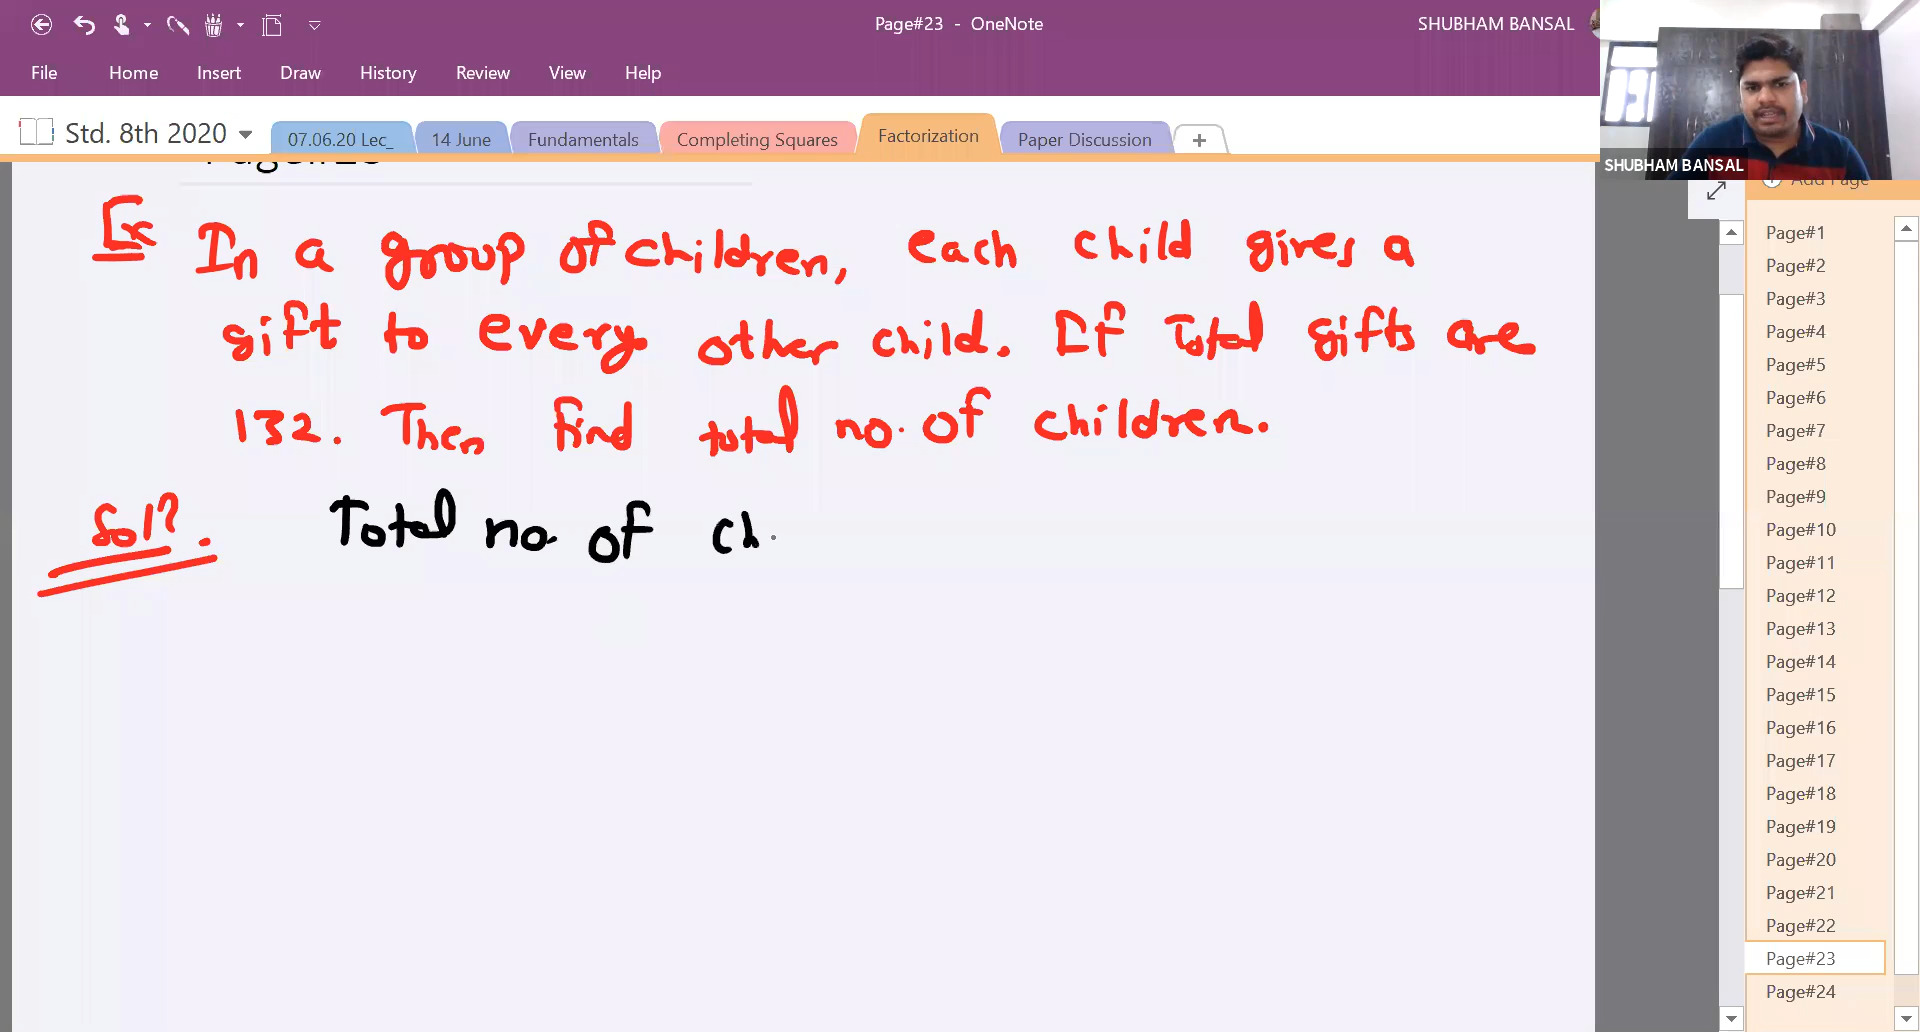 Page#23 - OneNote
SHUBHAM BANSAL
File Home Insert Draw History Review View Help
Std. 8th 2020
07.06.20 Lec_
14 June
Fundamentals
Completing Squares
Factorization
Paper Discussion
+
SHUBHAM BANSAL
Add Page
Ex In a group of children, each child gives a
gift to every other child. If Total gifts are
132. Then find total no. of children.
Soln.
Total no. of ch
Page#1
Page#2
Page#3
Page#4
Page#5
Page#6
Page#7
Page#8
Page#9
Page#10
Page#11
Page#12
Page#13
Page#14
Page#15
Page#16
Page#17
Page#18
Page#19
Page#20
Page#21
Page#22
Page#23
Page#24